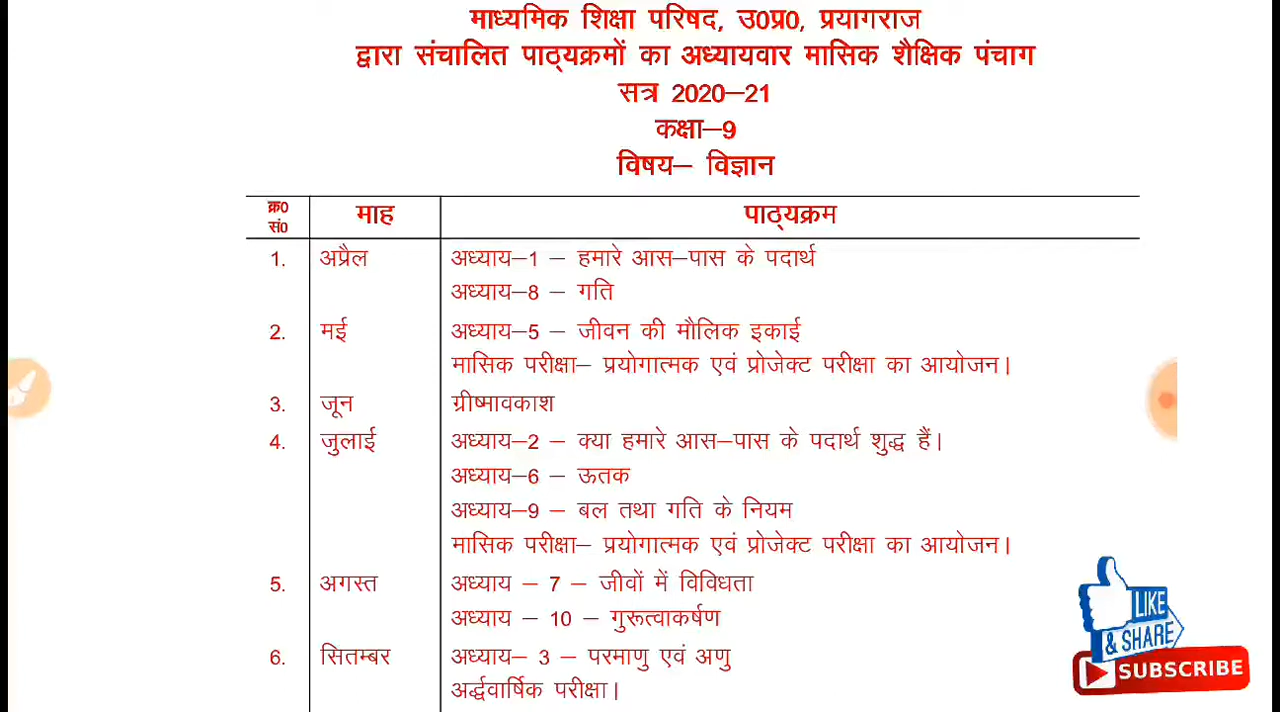 माध्यमिक शिक्षा परिषद, उ0प्र0, प्रयागराज
द्वारा संचालित पाठ्यक्रमों का अध्यायवार मासिक शैक्षिक पंचाग
सत्र 2020–21
कक्षा–9
विषय– विज्ञान
क्र0 सं0 माह पाठ्यक्रम
1. अप्रैल अध्याय–1 – हमारे आस–पास के पदार्थ
अध्याय–8 – गति
2. मई अध्याय–5 – जीवन की मौलिक इकाई
मासिक परीक्षा– प्रयोगात्मक एवं प्रोजेक्ट परीक्षा का आयोजन।
3. जून ग्रीष्मावकाश
4. जुलाई अध्याय–2 – क्या हमारे आस–पास के पदार्थ शुद्ध हैं।
अध्याय–6 – ऊतक
अध्याय–9 – बल तथा गति के नियम
मासिक परीक्षा– प्रयोगात्मक एवं प्रोजेक्ट परीक्षा का आयोजन।
5. अगस्त अध्याय – 7 – जीवों में विविधता
अध्याय – 10 – गुरूत्वाकर्षण
6. सितम्बर अध्याय– 3 – परमाणु एवं अणु
अर्द्धवार्षिक परीक्षा।
LIKE
& SHARE
SUBSCRIBE